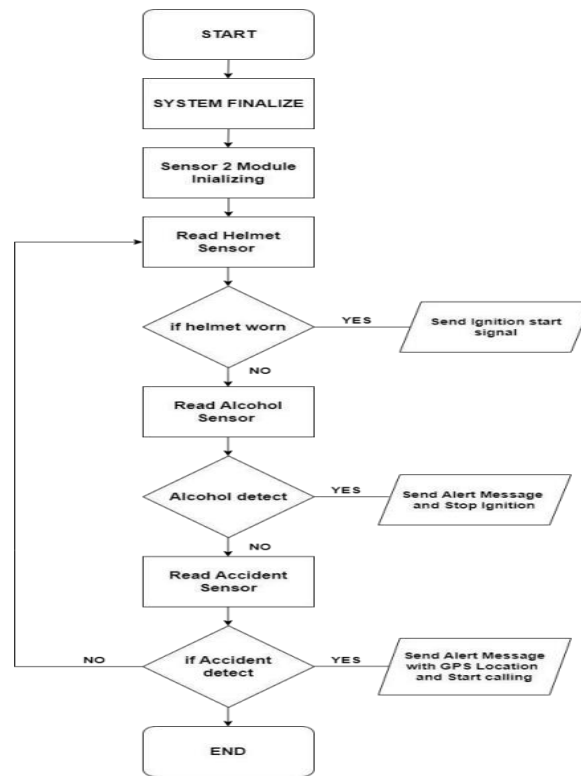 START
SYSTEM FINALIZE
Sensor 2 Module
Inializing
Read Helmet
Sensor
if helmet worn
YES
Send Ignition start
signal
NO
Read Alcohol
Sensor
Alcohol detect
YES
Send Alert Message
and Stop Ignition
NO
Read Accident
Sensor
NO
if Accident
detect
YES
Send Alert Message
with GPS Location
and Start calling
END